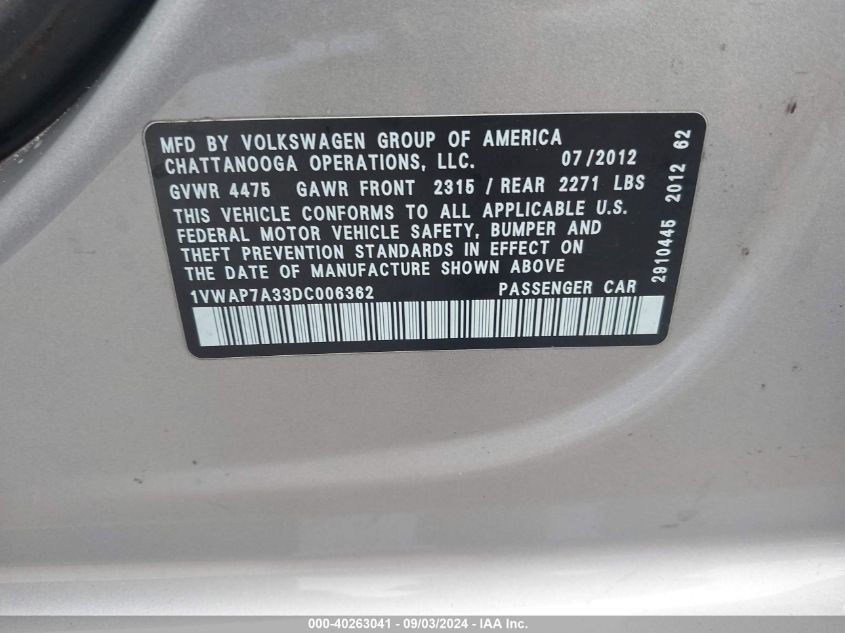 MFD BY VOLKSWAGEN GROUP OF AMERICA
CHATTANOOGA OPERATIONS, LLC. 07/2012
GVWR 4475 GAWR FRONT 2315 / REAR 2271 LBS
THIS VEHICLE CONFORMS TO ALL APPLICABLE U.S.
FEDERAL MOTOR VEHICLE SAFETY, BUMPER AND
THEFT PREVENTION STANDARDS IN EFFECT ON
THE DATE OF MANUFACTURE SHOWN ABOVE
1VWAP7A33DC006362 PASSENGER CAR
2910445 2012 62
000-40263041 - 09/03/2024 - IAA Inc.